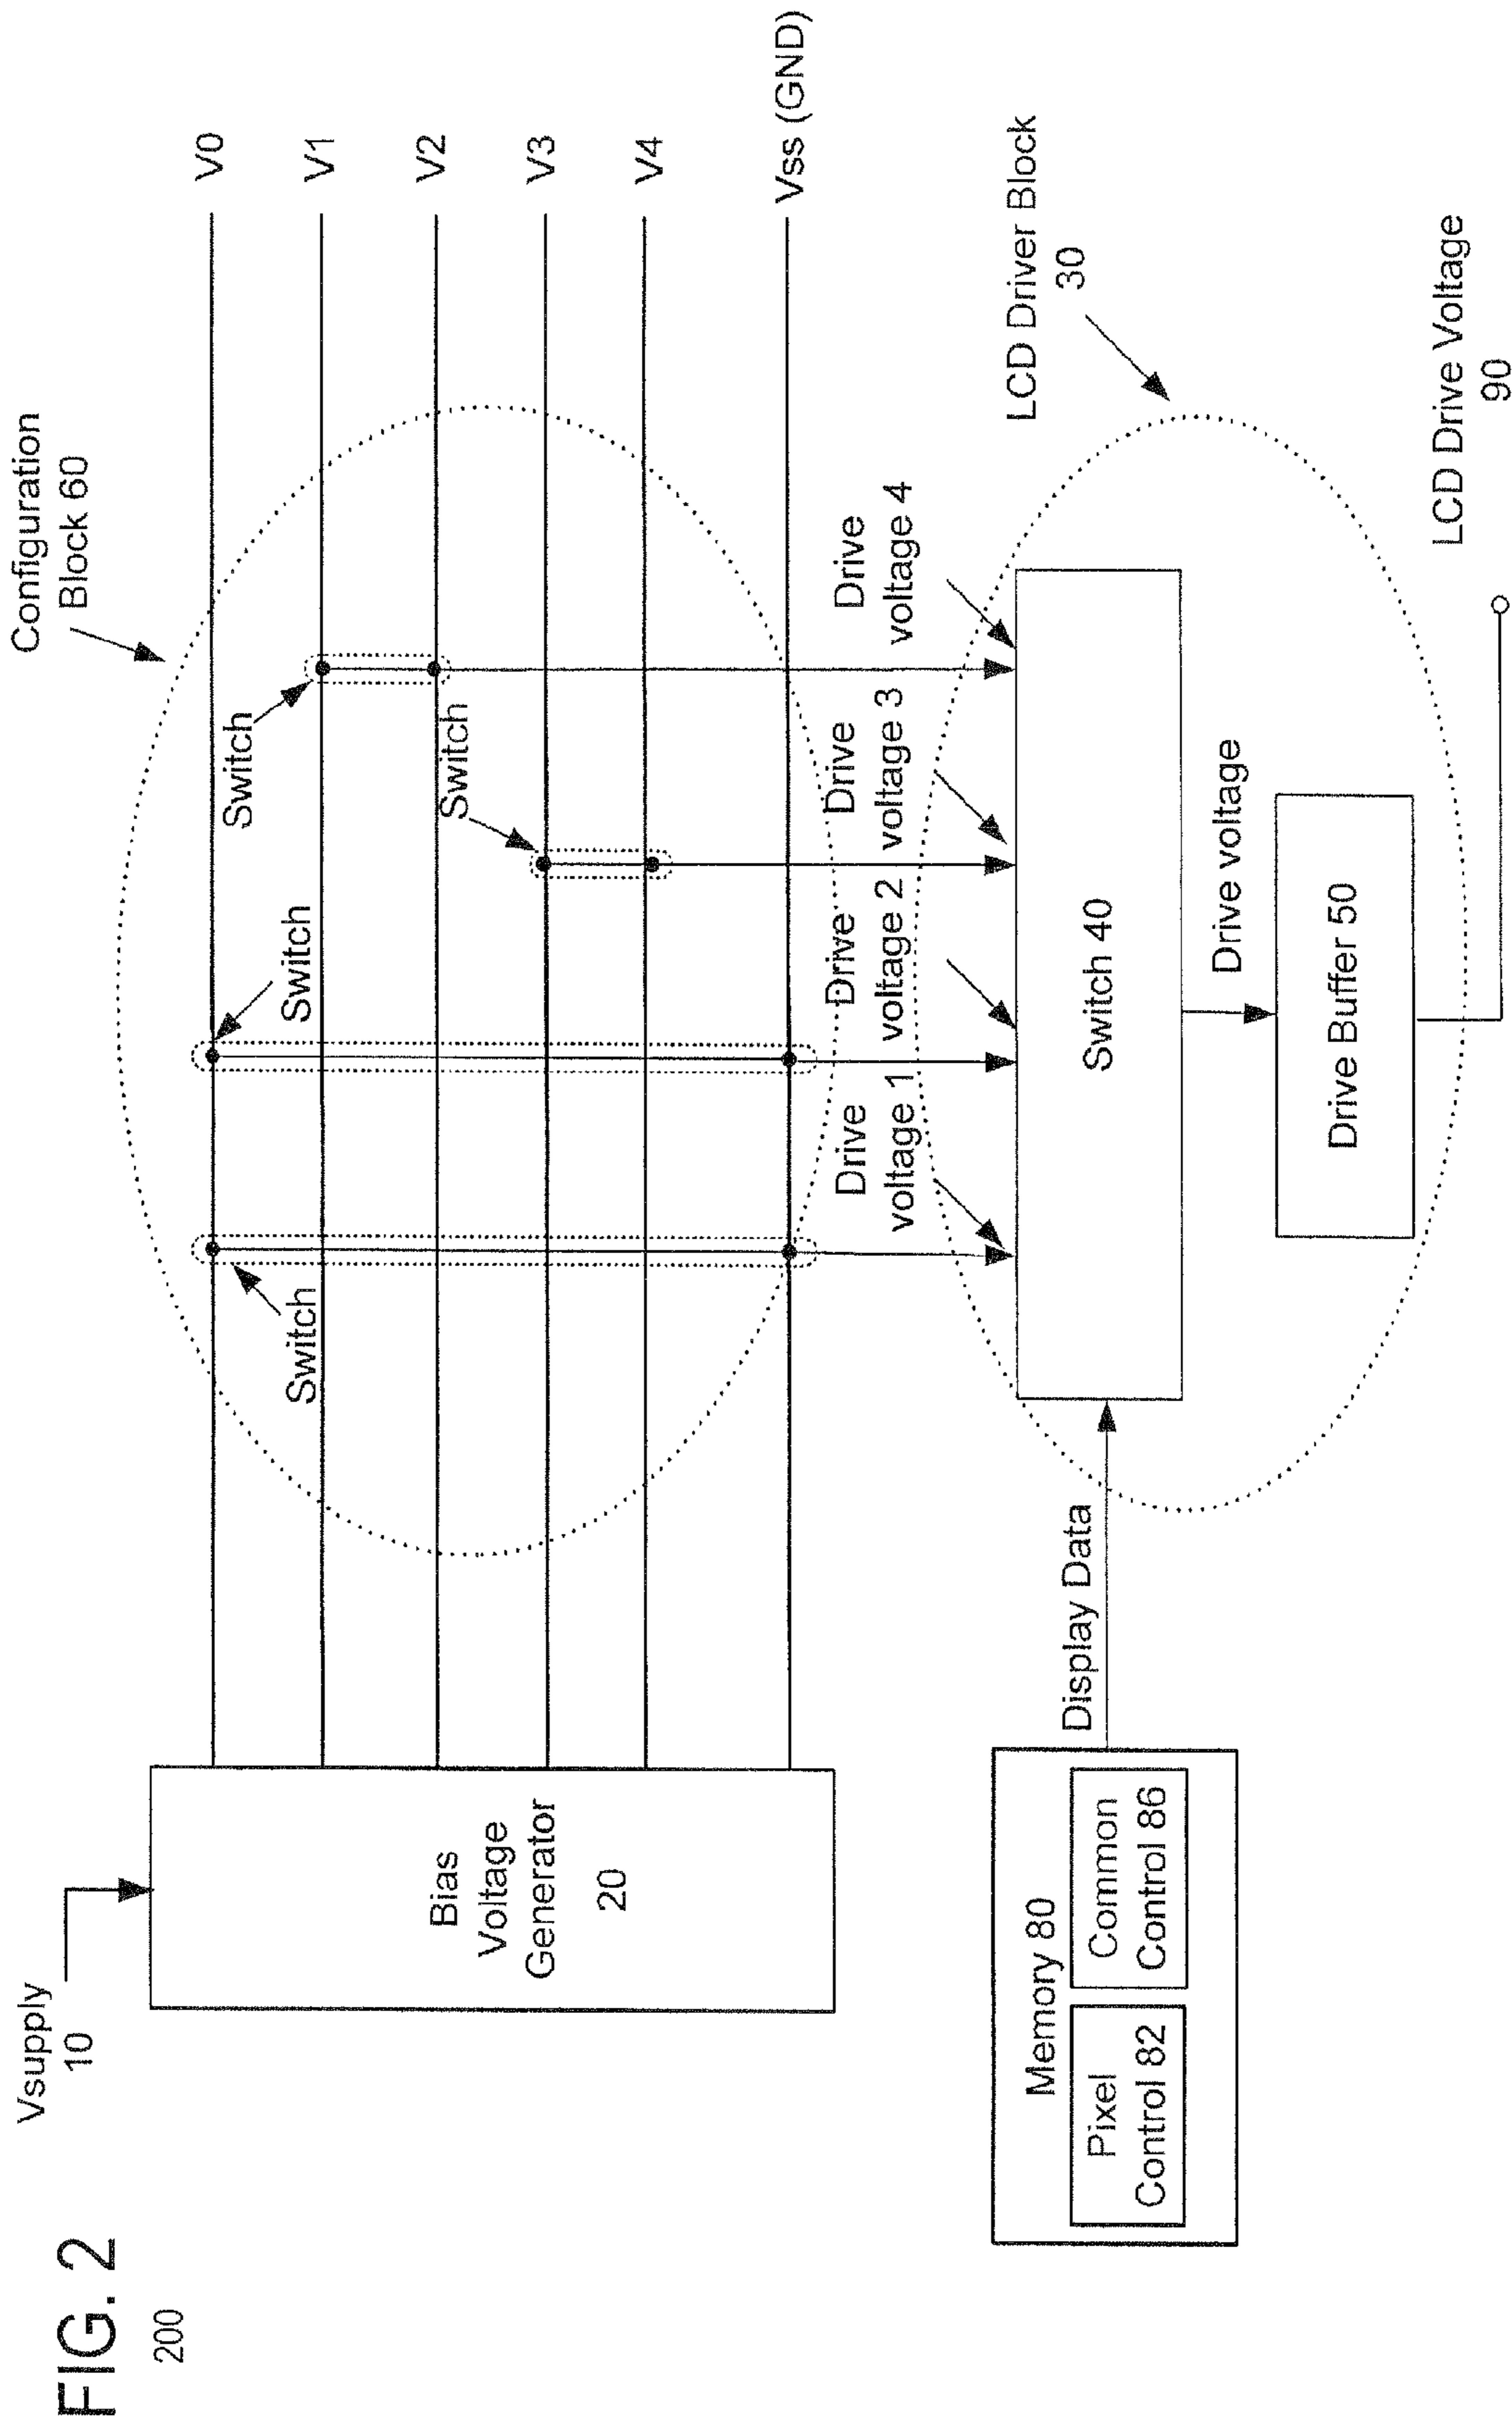 FIG. 2
200
Vsupply
10
Bias
Voltage
Generator
20
Configuration
Block 60
V0
V1
V2
V3
V4
Vss (GND)
Switch
Switch
Switch
Switch
Drive
voltage 1
Drive
voltage 2
Drive
voltage 3
Drive
voltage 4
LCD Driver Block
30
Memory 80
Pixel
Control 82
Common
Control 86
Display Data
Switch 40
Drive voltage
Drive Buffer 50
LCD Drive Voltage
90